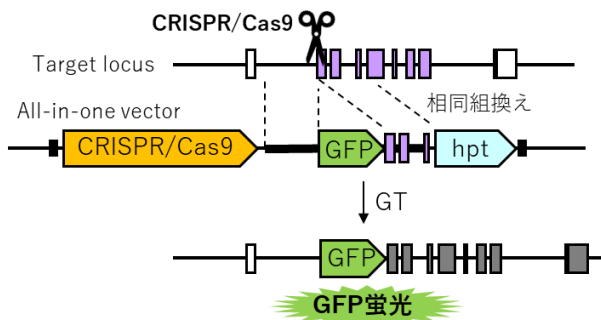 CRISPR/Cas9
Target locus
相同組換え
All-in-one vector
CRISPR/Cas9
GFP
hpt
GT
GFP
GFP蛍光